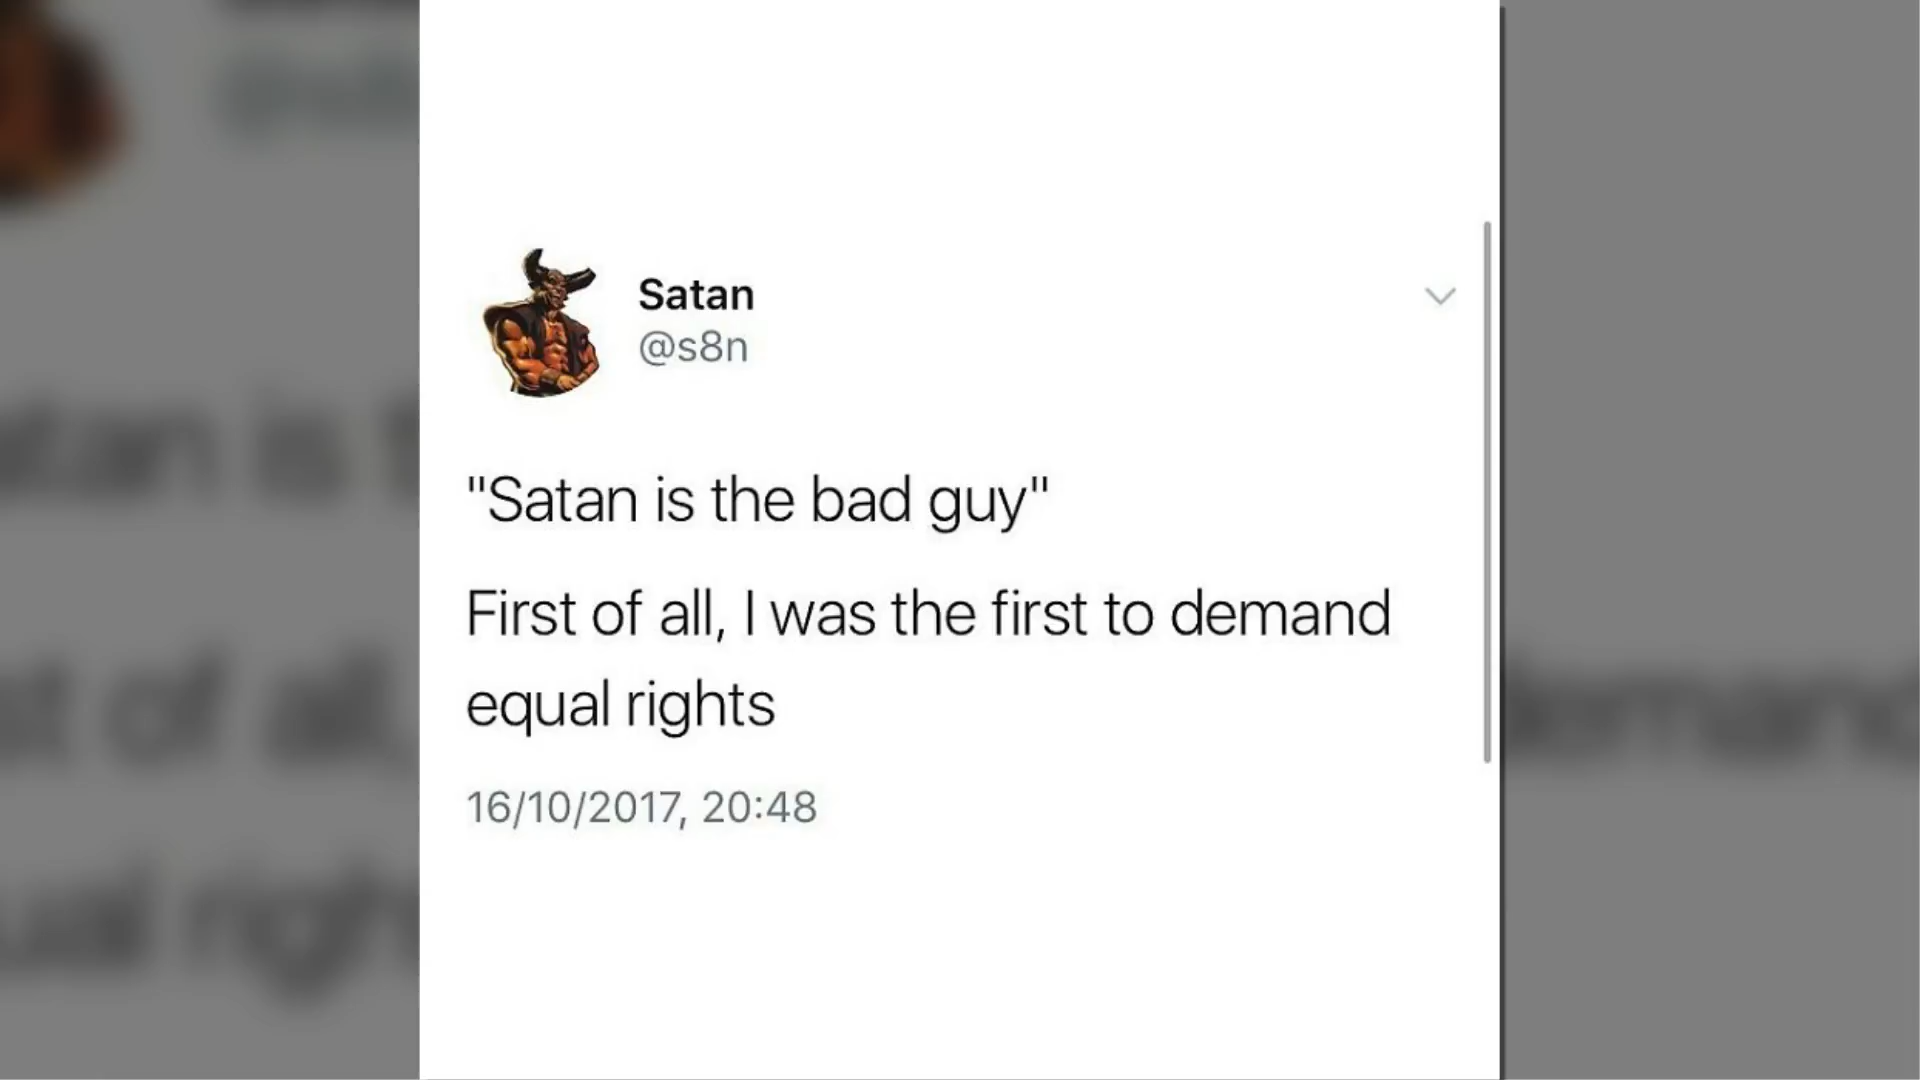 Satan
@s8n
"Satan is the bad guy"
First of all, I was the first to demand
equal rights
16/10/2017, 20:48